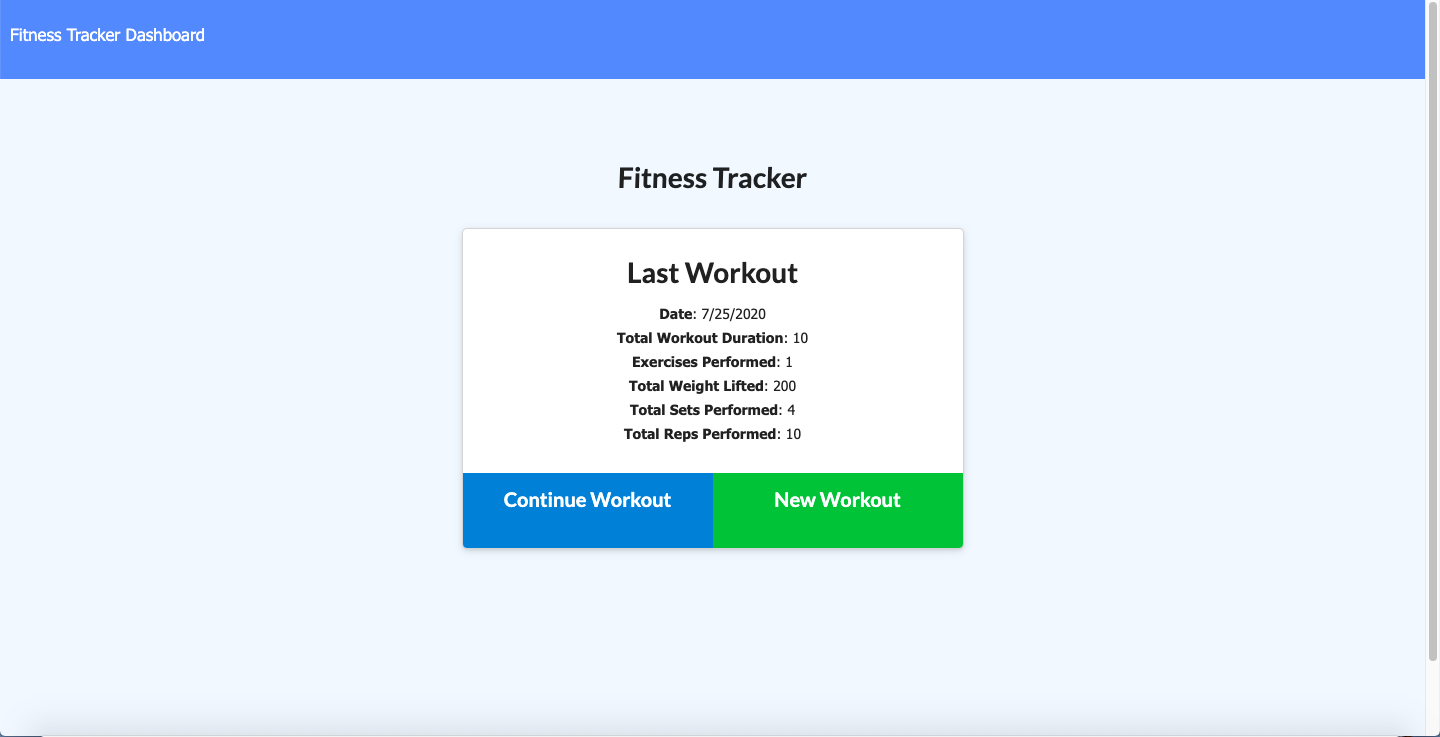 Fitness Tracker Dashboard
Fitness Tracker
Last Workout
Date: 7/25/2020
Total Workout Duration: 10
Exercises Performed: 1
Total Weight Lifted: 200
Total Sets Performed: 4
Total Reps Performed: 10
Continue Workout New Workout